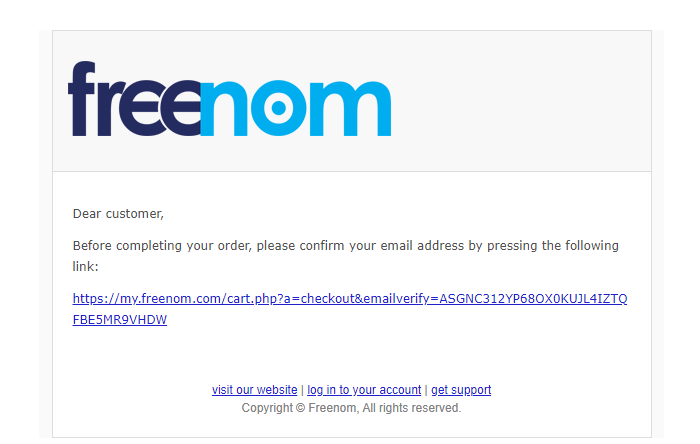 freenom
Dear customer,
Before completing your order, please confirm your email address by pressing the following
link:
https://my.freenom.com/cart.php?a=checkout&emailverify=ASGNC312YP68OX0KUJL4IZTQ
FBE5MR9VHDW
visit our website | log in to your account | get support
Copyright © Freenom, All rights reserved.